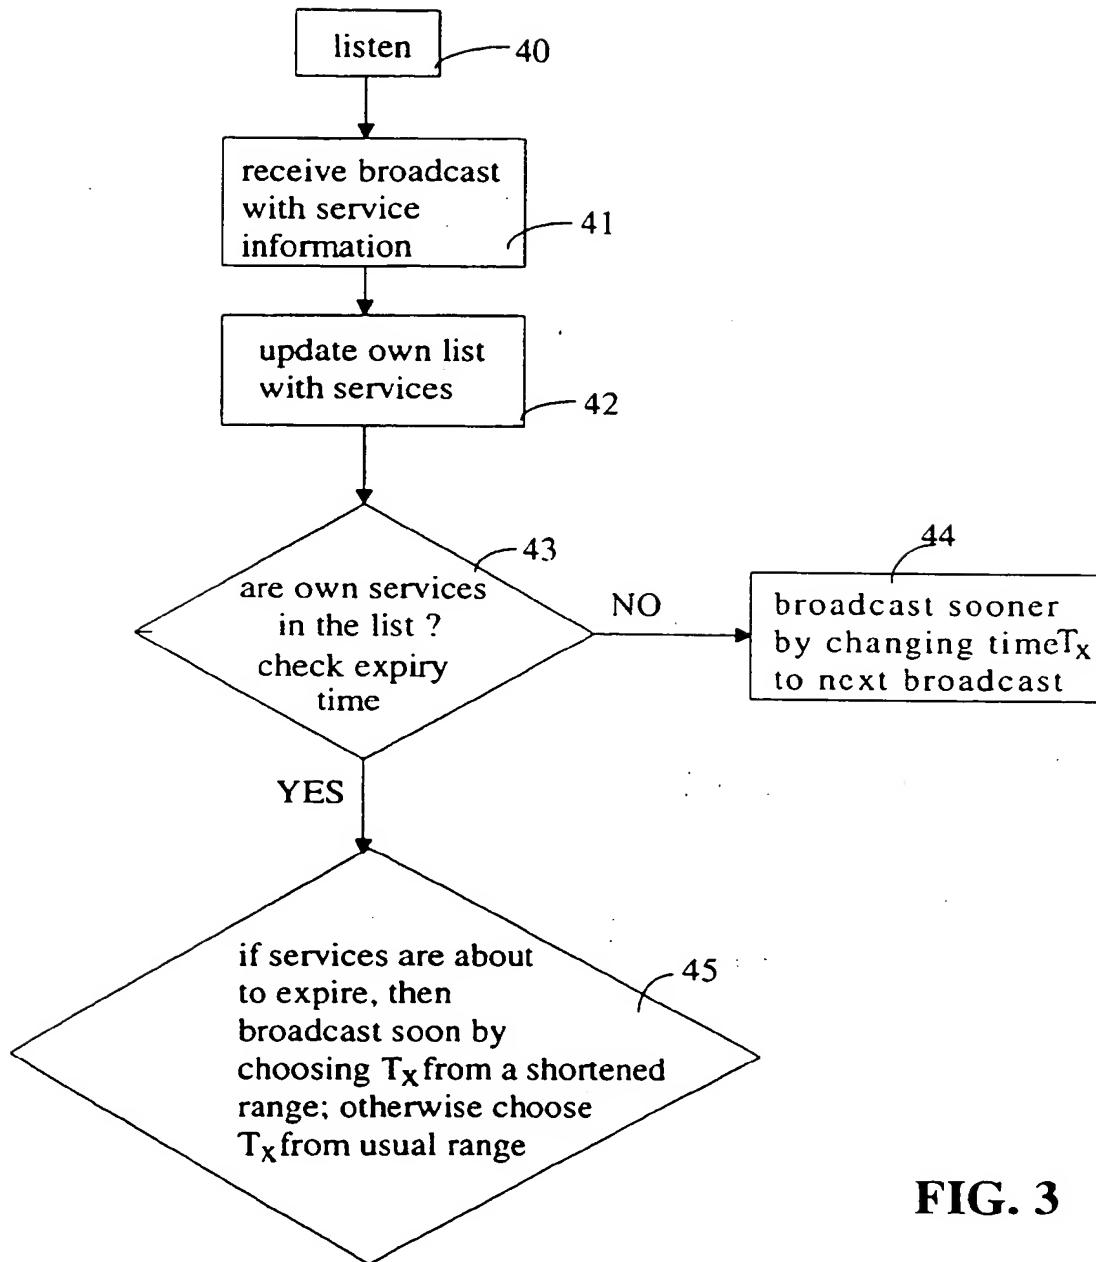 listen
40
receive broadcast
with service
information
41
update own list
with services
42
43
are own services
in the list ?
check expiry
time
NO
44
broadcast sooner
by changing timeTx
to next broadcast
YES
45
if services are about
to expire, then
broadcast soon by
choosing Tx from a shortened
range; otherwise choose
Tx from usual range
FIG. 3